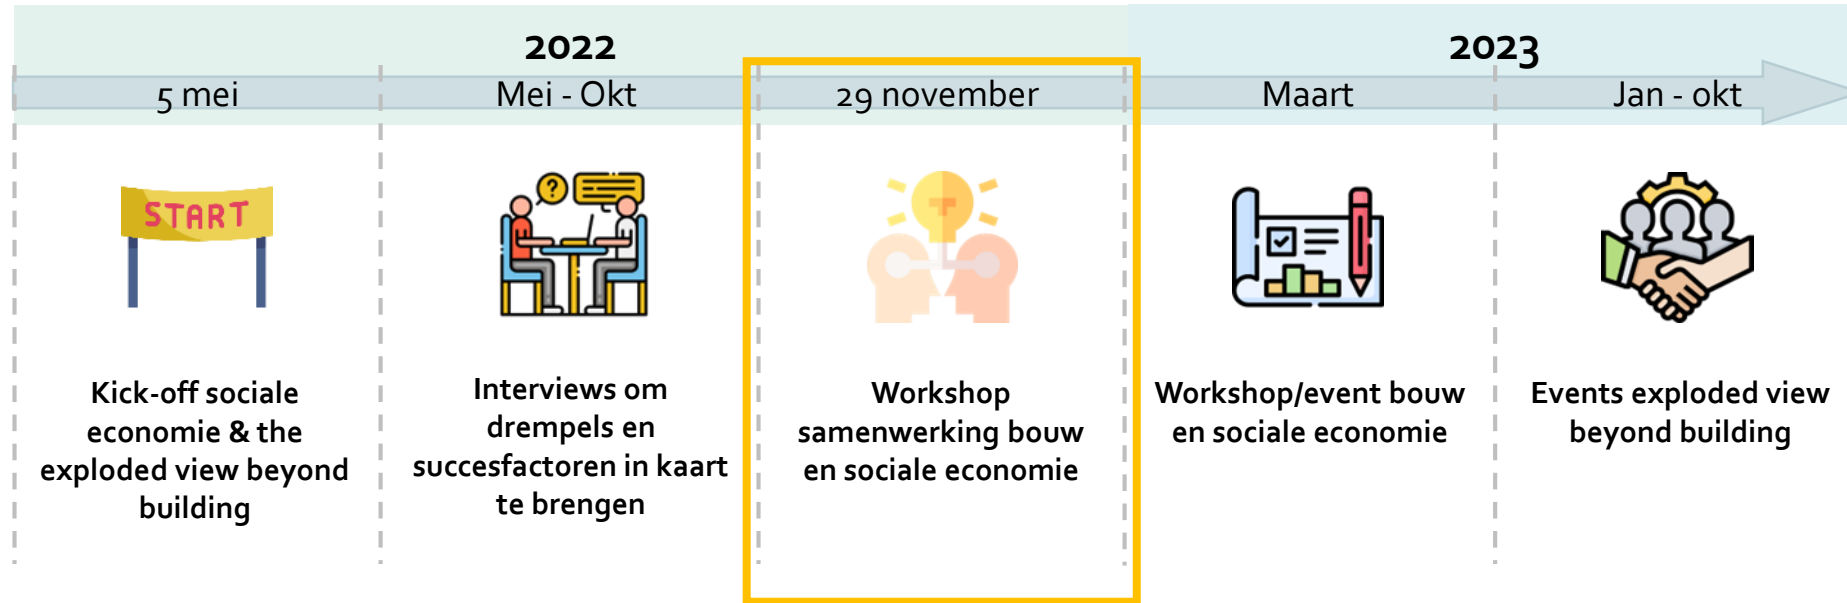 2022
2023
5 mei
Mei - Okt
29 november
Maart
Jan - okt
START
?
Kick-off sociale
economie & the
exploded view beyond
building
Interviews om
drempels en
succesfactoren in kaart
te brengen
Workshop
samenwerking bouw
en sociale economie
Workshop/event bouw
en sociale economie
Events exploded view
beyond building